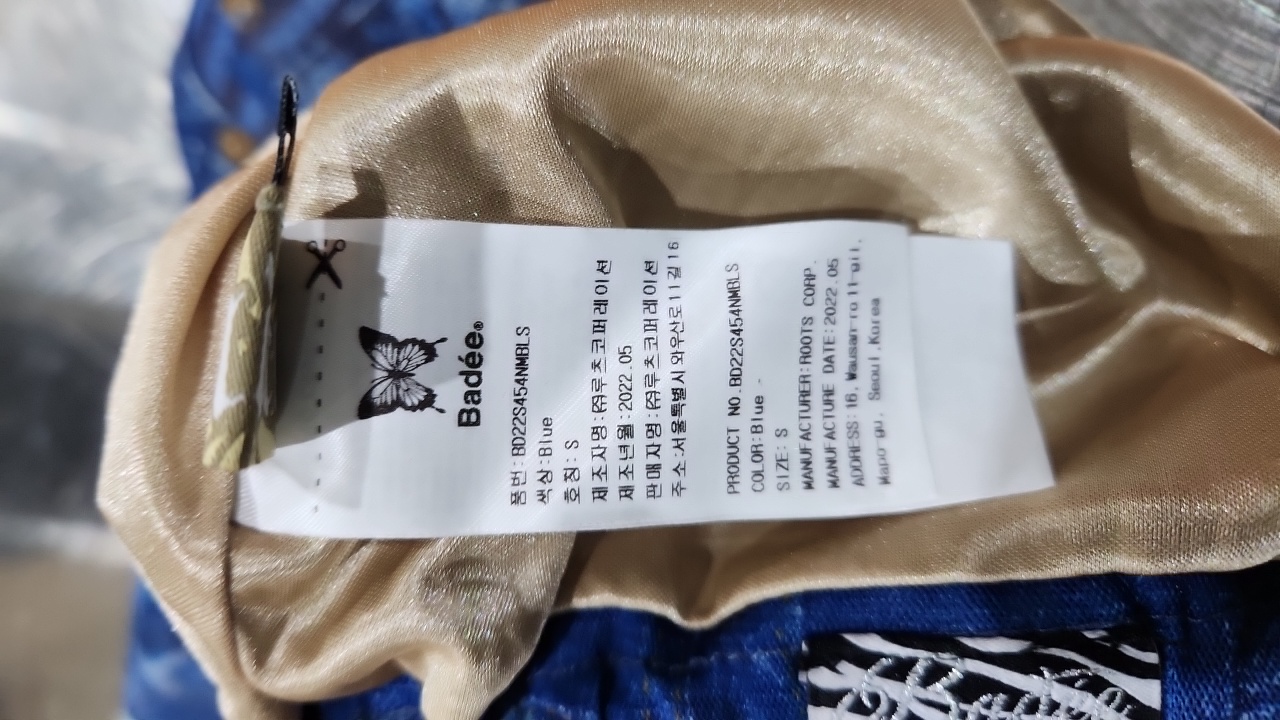 Badée®
품번:BD22S454NMBLS
색상:Blue
호칭:S
제조자명:㈜루츠코퍼레이션
제조년월:2022.05
판매자명:㈜루츠코퍼레이션
주소:서울특별시 와우산로11길 16
PRODUCT NO.BD22S454NMBLS
COLOR:Blue -
SIZE: S
MANUFACTURER:ROOTS CORP.
MANUFACTURE DATE:2022.05
ADDRESS:16, Wausan-ro 11-gil,
Mapo-gu, Seoul,Korea
Badée